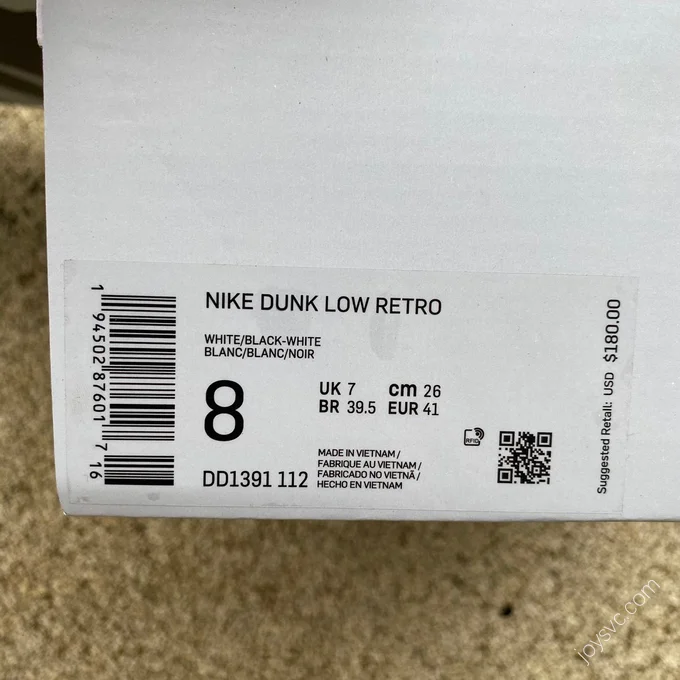 NIKE DUNK LOW RETRO
WHITE/BLACK-WHITE
BLANC/BLANC/NOIR
8
UK 7 cm 26
BR 39.5 EUR 41
DD1391 112
MADE IN VIETNAM /
FABRIQUE AU VIETNAM /
FABRICADO NO VIETNÃ /
HECHO EN VIETNAM
RFID
1 94502 87601 7 16
Suggested Retail: USD $180.00
joysvc.com